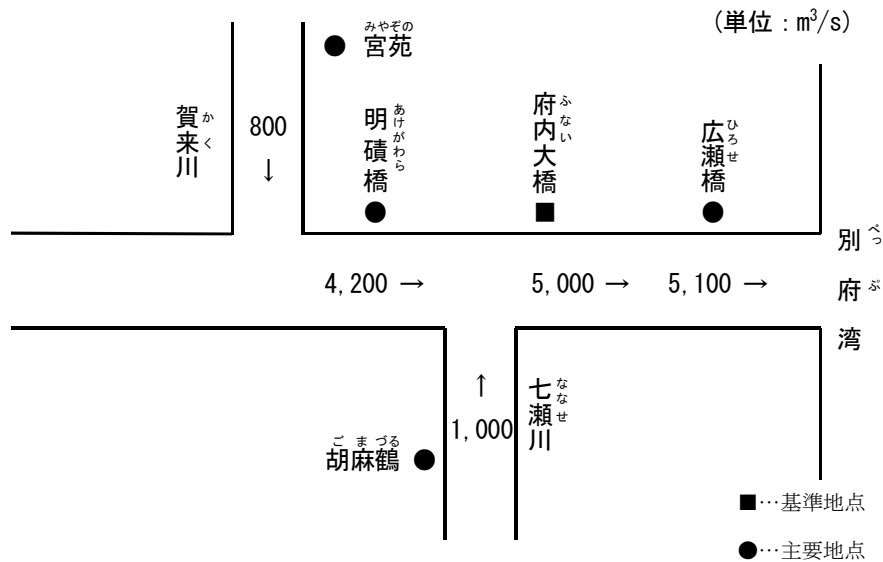 (単位：m³/s)
みやぞの
宮苑
賀来川
かく
800
↓
明磧橋
あけがわら
府内大橋
ふない
広瀬橋
ひろせ
別府湾
べっぷ
4,200 →
5,000 →
5,100 →
↑
1,000
七瀬川
ななせ
ごまづる
胡麻鶴
■…基準地点
●…主要地点